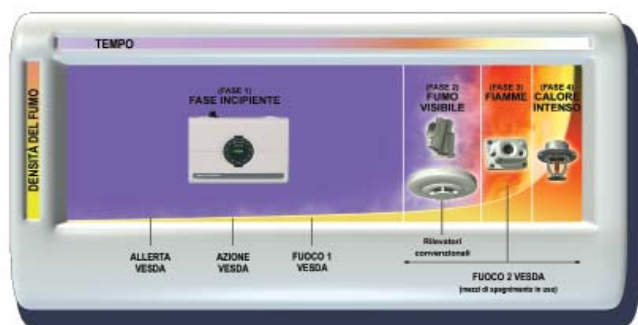 TEMPO
DENSITÀ DEL FUMO
(FASE 1)
FASE INCIPIENTE
(FASE 2)
FUMO
VISIBILE
(FASE 3)
FIAMME
(FASE 4)
CALORE
INTENSO
ALLERTA
VESDA
AZIONE
VESDA
FUOCO 1
VESDA
Rilevatori
convenzionali
FUOCO 2 VESDA
(mezzi di spegnimento in uso)